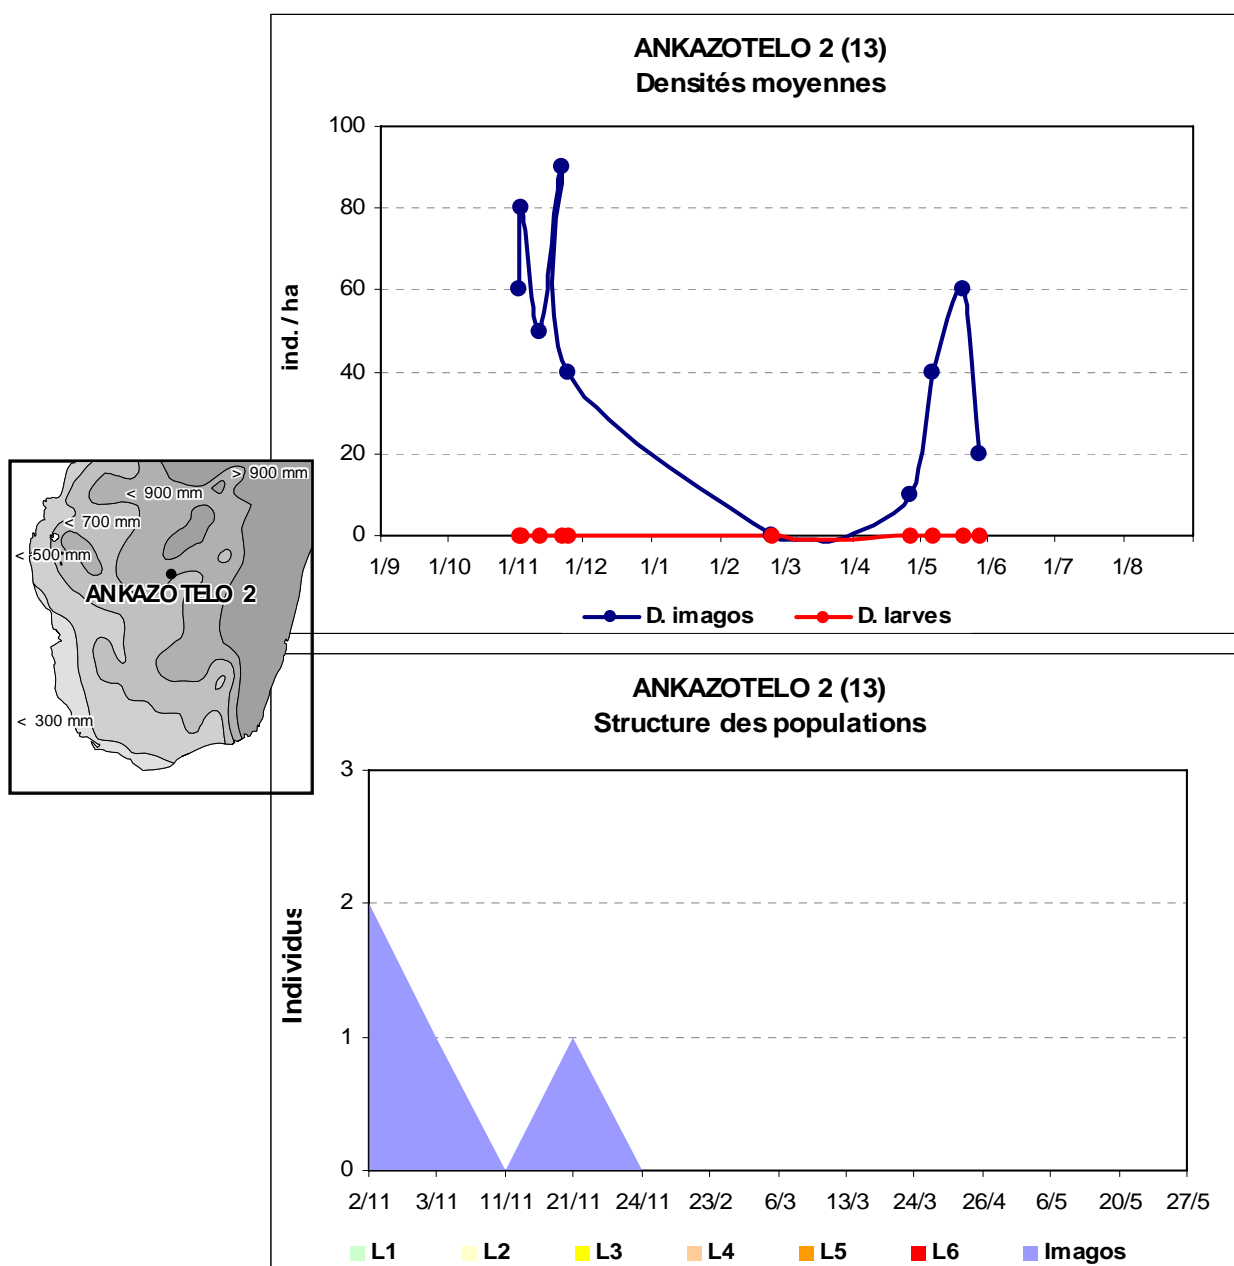 ANKAZOTELO 2 (13)
Densités moyennes
ind. / ha
100
80
60
40
20
0
1/9 1/10 1/11 1/12 1/1 1/2 1/3 1/4 1/5 1/6 1/7 1/8
D. imagos D. larves
> 900 mm
< 900 mm
< 700 mm
< 500 mm
ANKAZOTELO 2
< 300 mm
ANKAZOTELO 2 (13)
Structure des populations
Individus
3
2
1
0
2/11 3/11 11/11 21/11 24/11 23/2 6/3 13/3 24/3 26/4 6/5 20/5 27/5
L1 L2 L3 L4 L5 L6 Imagos